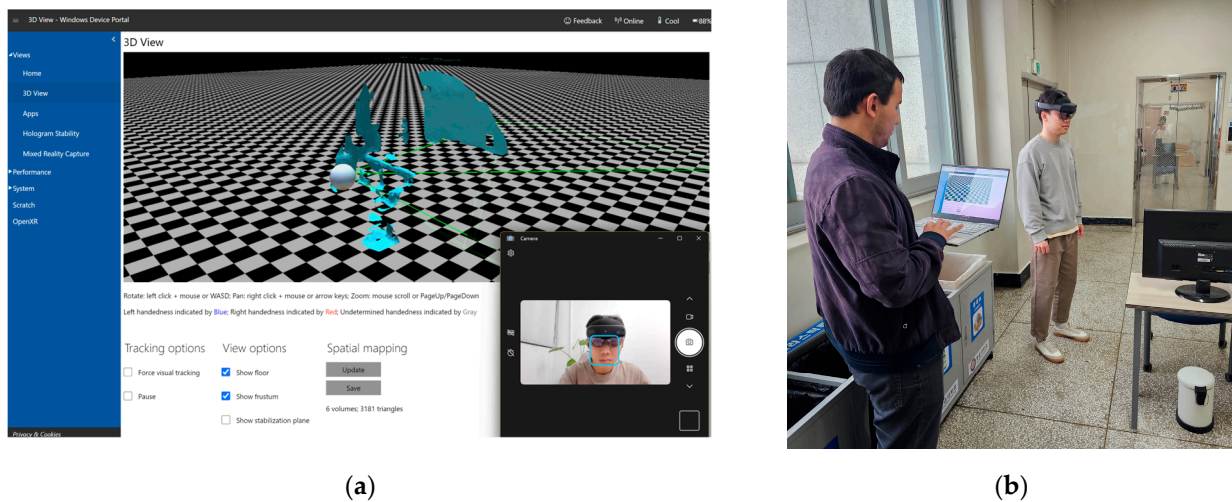 3D View - Windows Device Portal
Feedback
Online
Cool
88%
3D View
Views
Home
3D View
Apps
Hologram Stability
Mixed Reality Capture
Performance
System
Scratch
OpenXR
Privacy & Cookies
Rotate: left click + mouse or WASD; Pan: right click + mouse or arrow keys; Zoom: mouse scroll or PageUp/PageDown
Left handedness indicated by Blue; Right handedness indicated by Red; Undetermined handedness indicated by Gray
Tracking options
Force visual tracking
Pause
View options
Show floor
Show frustum
Show stabilization plane
Spatial mapping
Update
Save
6 volumes; 3181 triangles
Camera
(a)
(b)